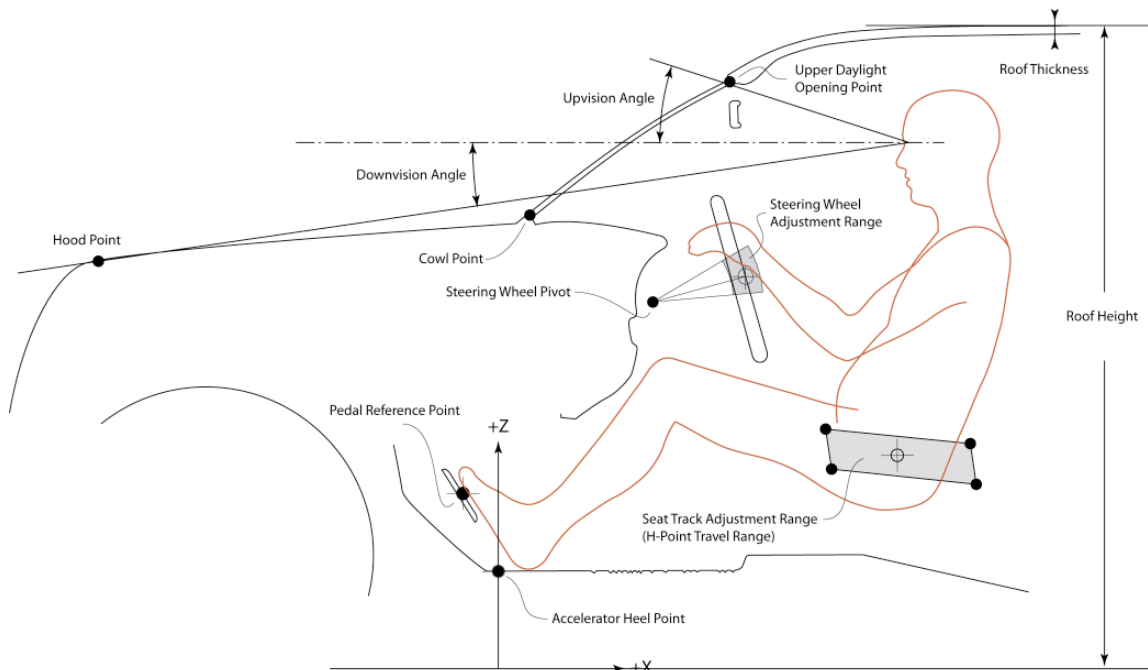 Upper Daylight
Opening Point
Roof Thickness
Upvision Angle
Downvision Angle
Steering Wheel
Adjustment Range
Hood Point
Cowl Point
Steering Wheel Pivot
Roof Height
Pedal Reference Point
+Z
Seat Track Adjustment Range
(H-Point Travel Range)
Accelerator Heel Point
+X